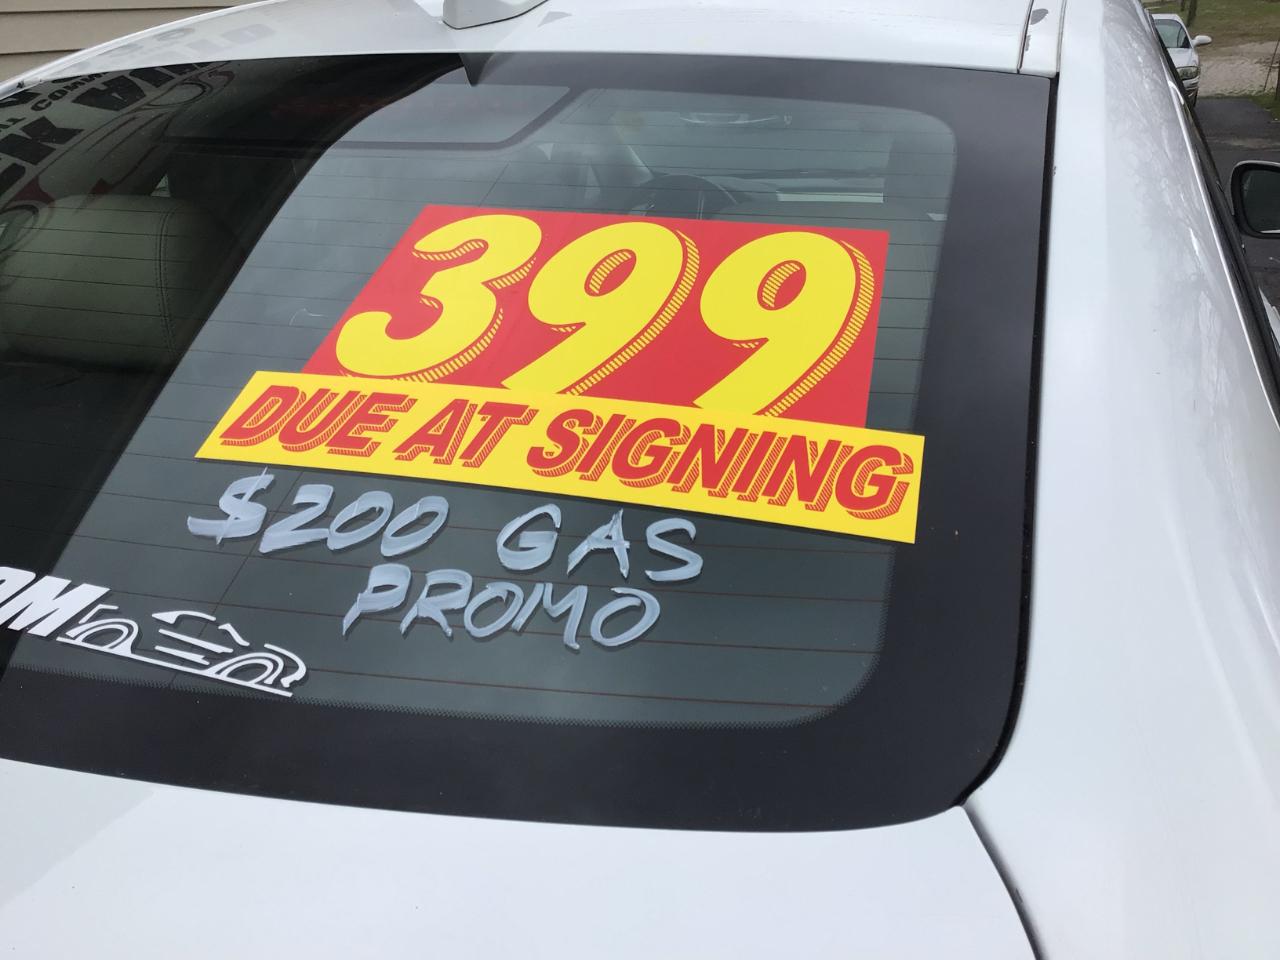 399
DUE AT SIGNING
$200 GAS
PROMO